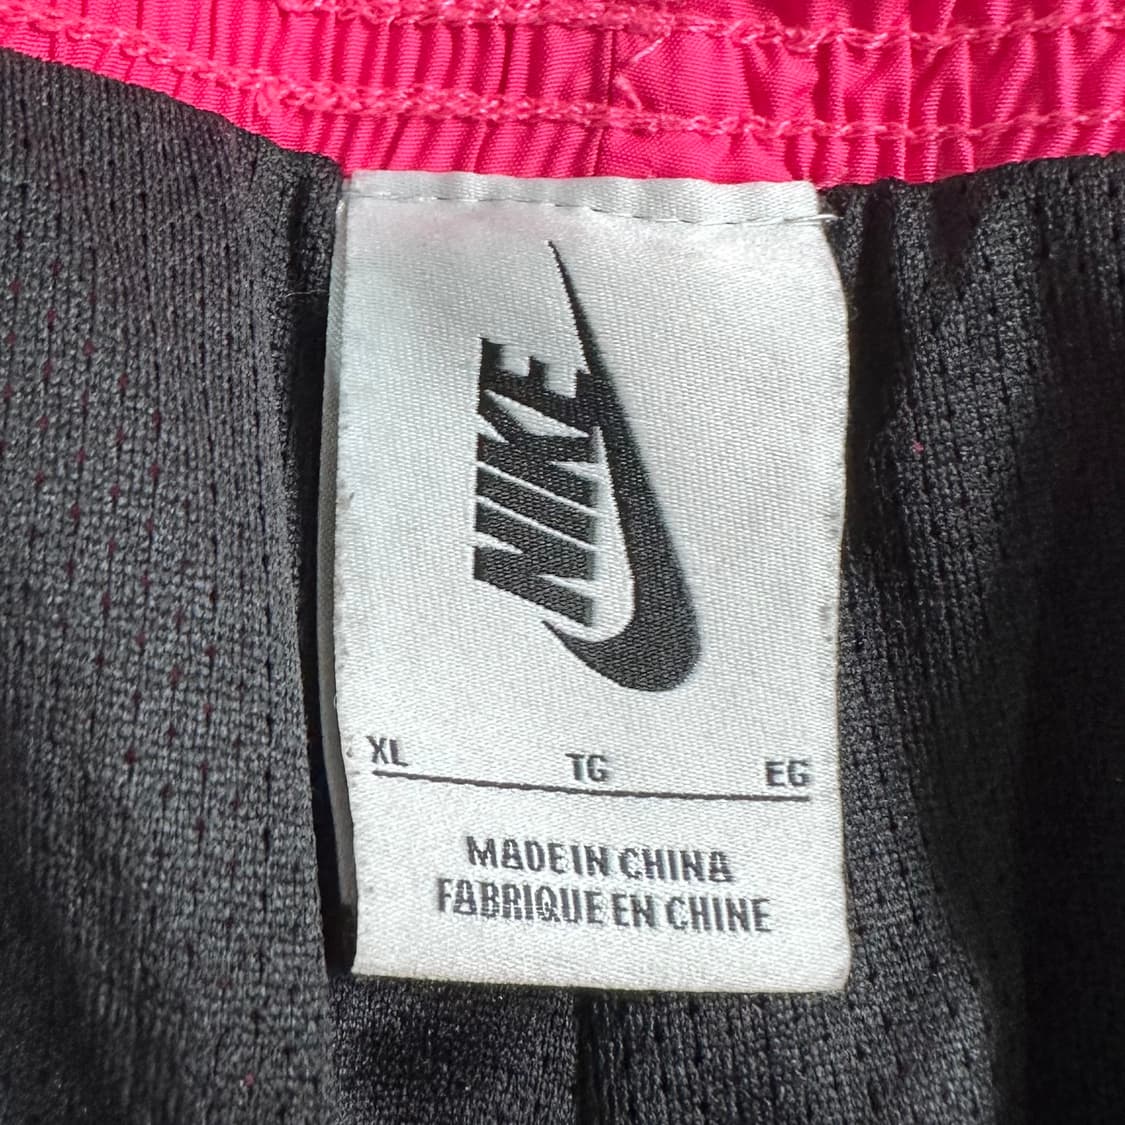 NIKE
XL TG EG
MADE IN CHINA
FABRIQUE EN CHINE